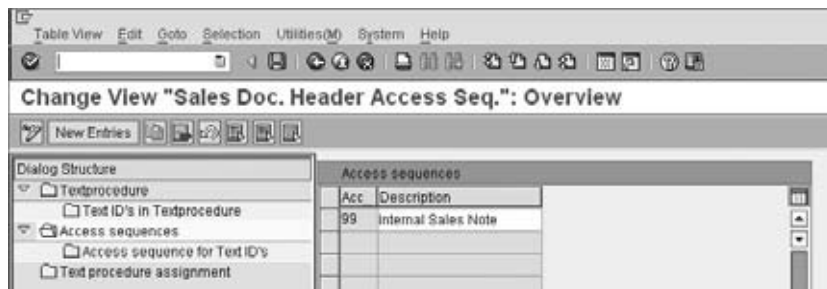 Table View Edit Goto Selection Utilities(M) System Help
Change View "Sales Doc. Header Access Seq.": Overview
New Entries
Dialog Structure
Textprocedure
Text ID's in Textprocedure
Access sequences
Access sequence for Text ID's
Text procedure assignment
Access sequences
Acc Description
99 Internal Sales Note